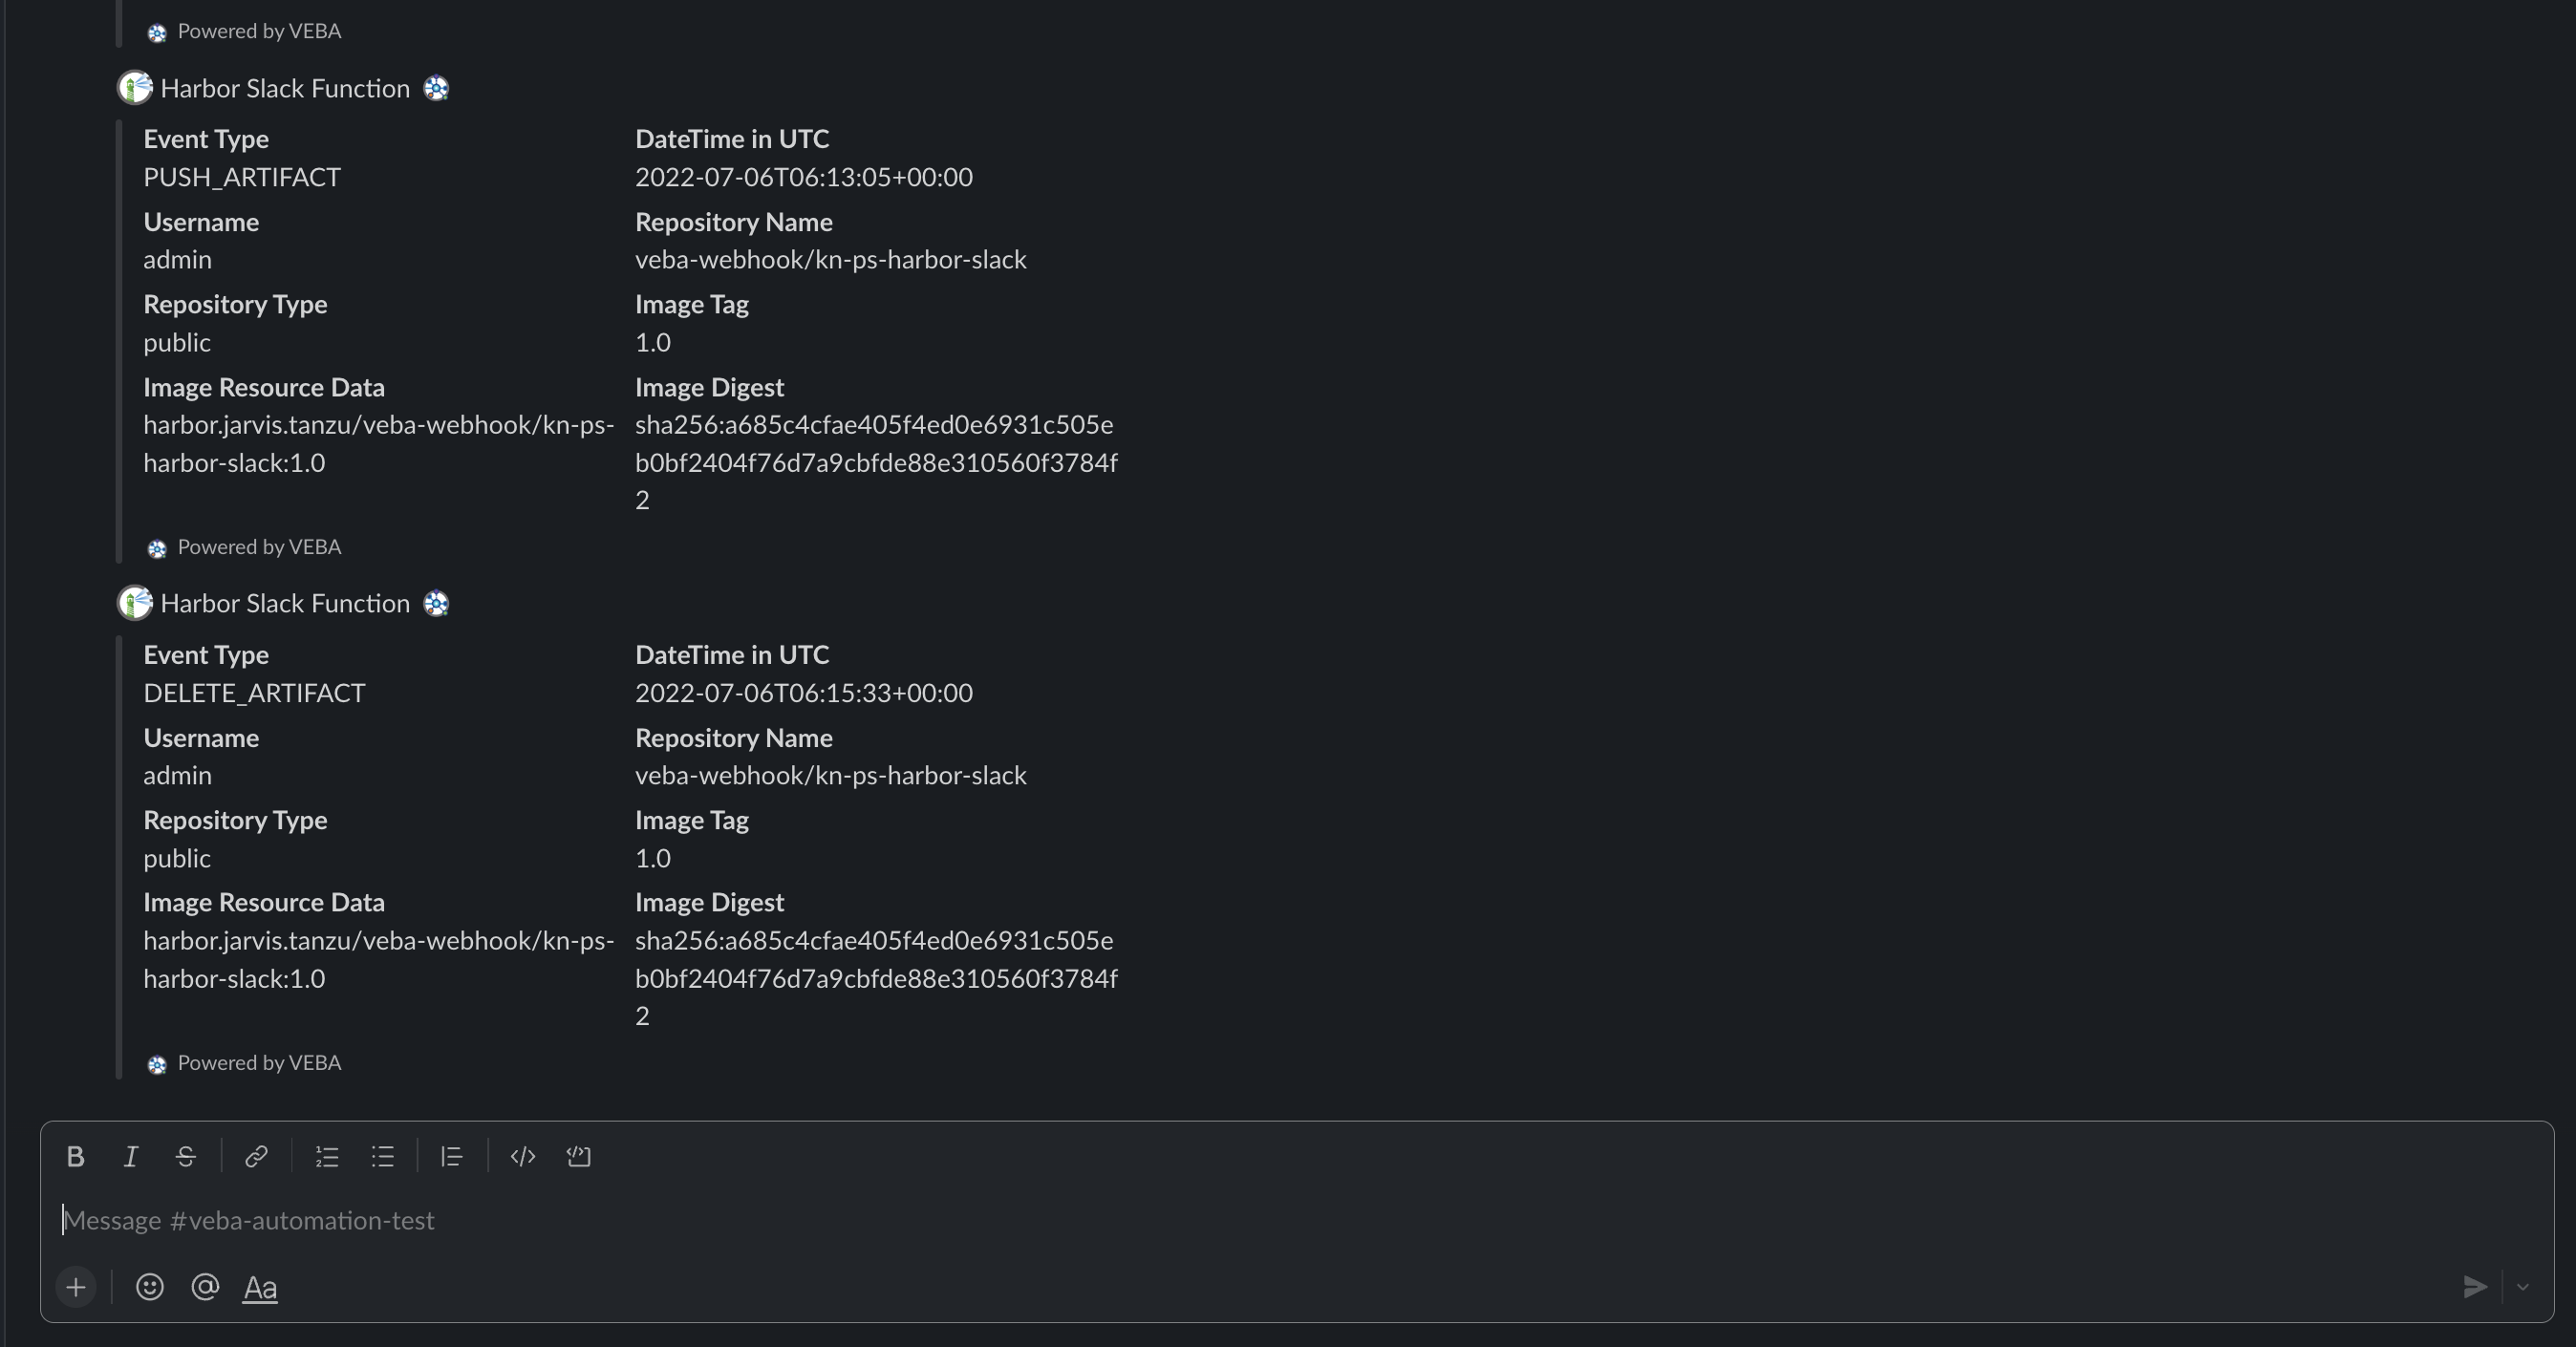 Powered by VEBA
Harbor Slack Function
Event Type
PUSH_ARTIFACT
DateTime in UTC
2022-07-06T06:13:05+00:00
Username
admin
Repository Name
veba-webhook/kn-ps-harbor-slack
Repository Type
public
Image Tag
1.0
Image Resource Data
harbor.jarvis.tanzu/veba-webhook/kn-ps-
harbor-slack:1.0
Image Digest
sha256:a685c4cfae405f4ed0e6931c505e
b0bf2404f76d7a9cbfde88e310560f3784f
2
Powered by VEBA
Harbor Slack Function
Event Type
DELETE_ARTIFACT
DateTime in UTC
2022-07-06T06:15:33+00:00
Username
admin
Repository Name
veba-webhook/kn-ps-harbor-slack
Repository Type
public
Image Tag
1.0
Image Resource Data
harbor.jarvis.tanzu/veba-webhook/kn-ps-
harbor-slack:1.0
Image Digest
sha256:a685c4cfae405f4ed0e6931c505e
b0bf2404f76d7a9cbfde88e310560f3784f
2
Powered by VEBA
Message #veba-automation-test
Aa